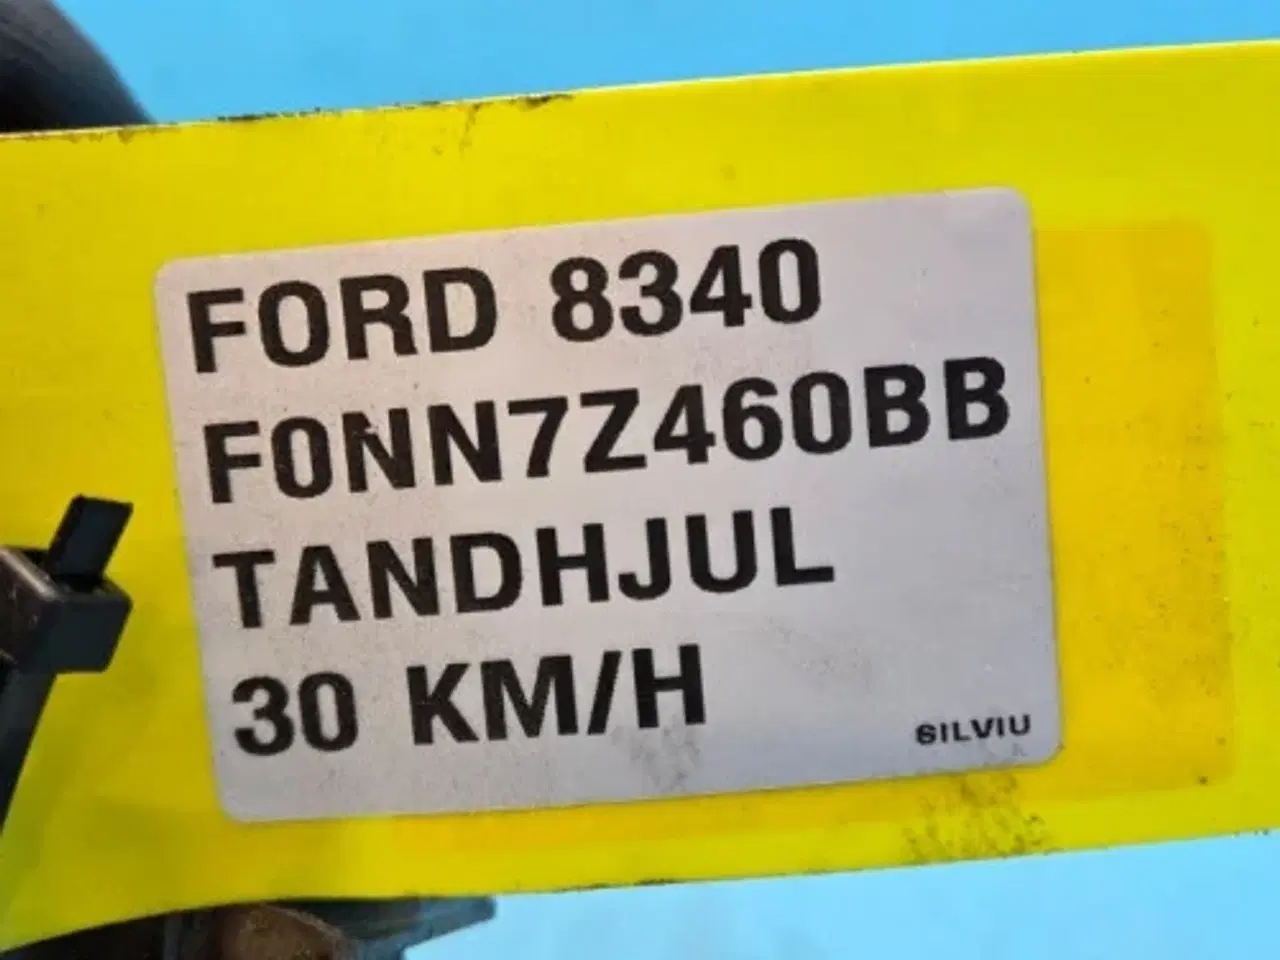 FORD 8340
F0NN7Z460BB
TANDHJUL
30 KM/H
SILVIU